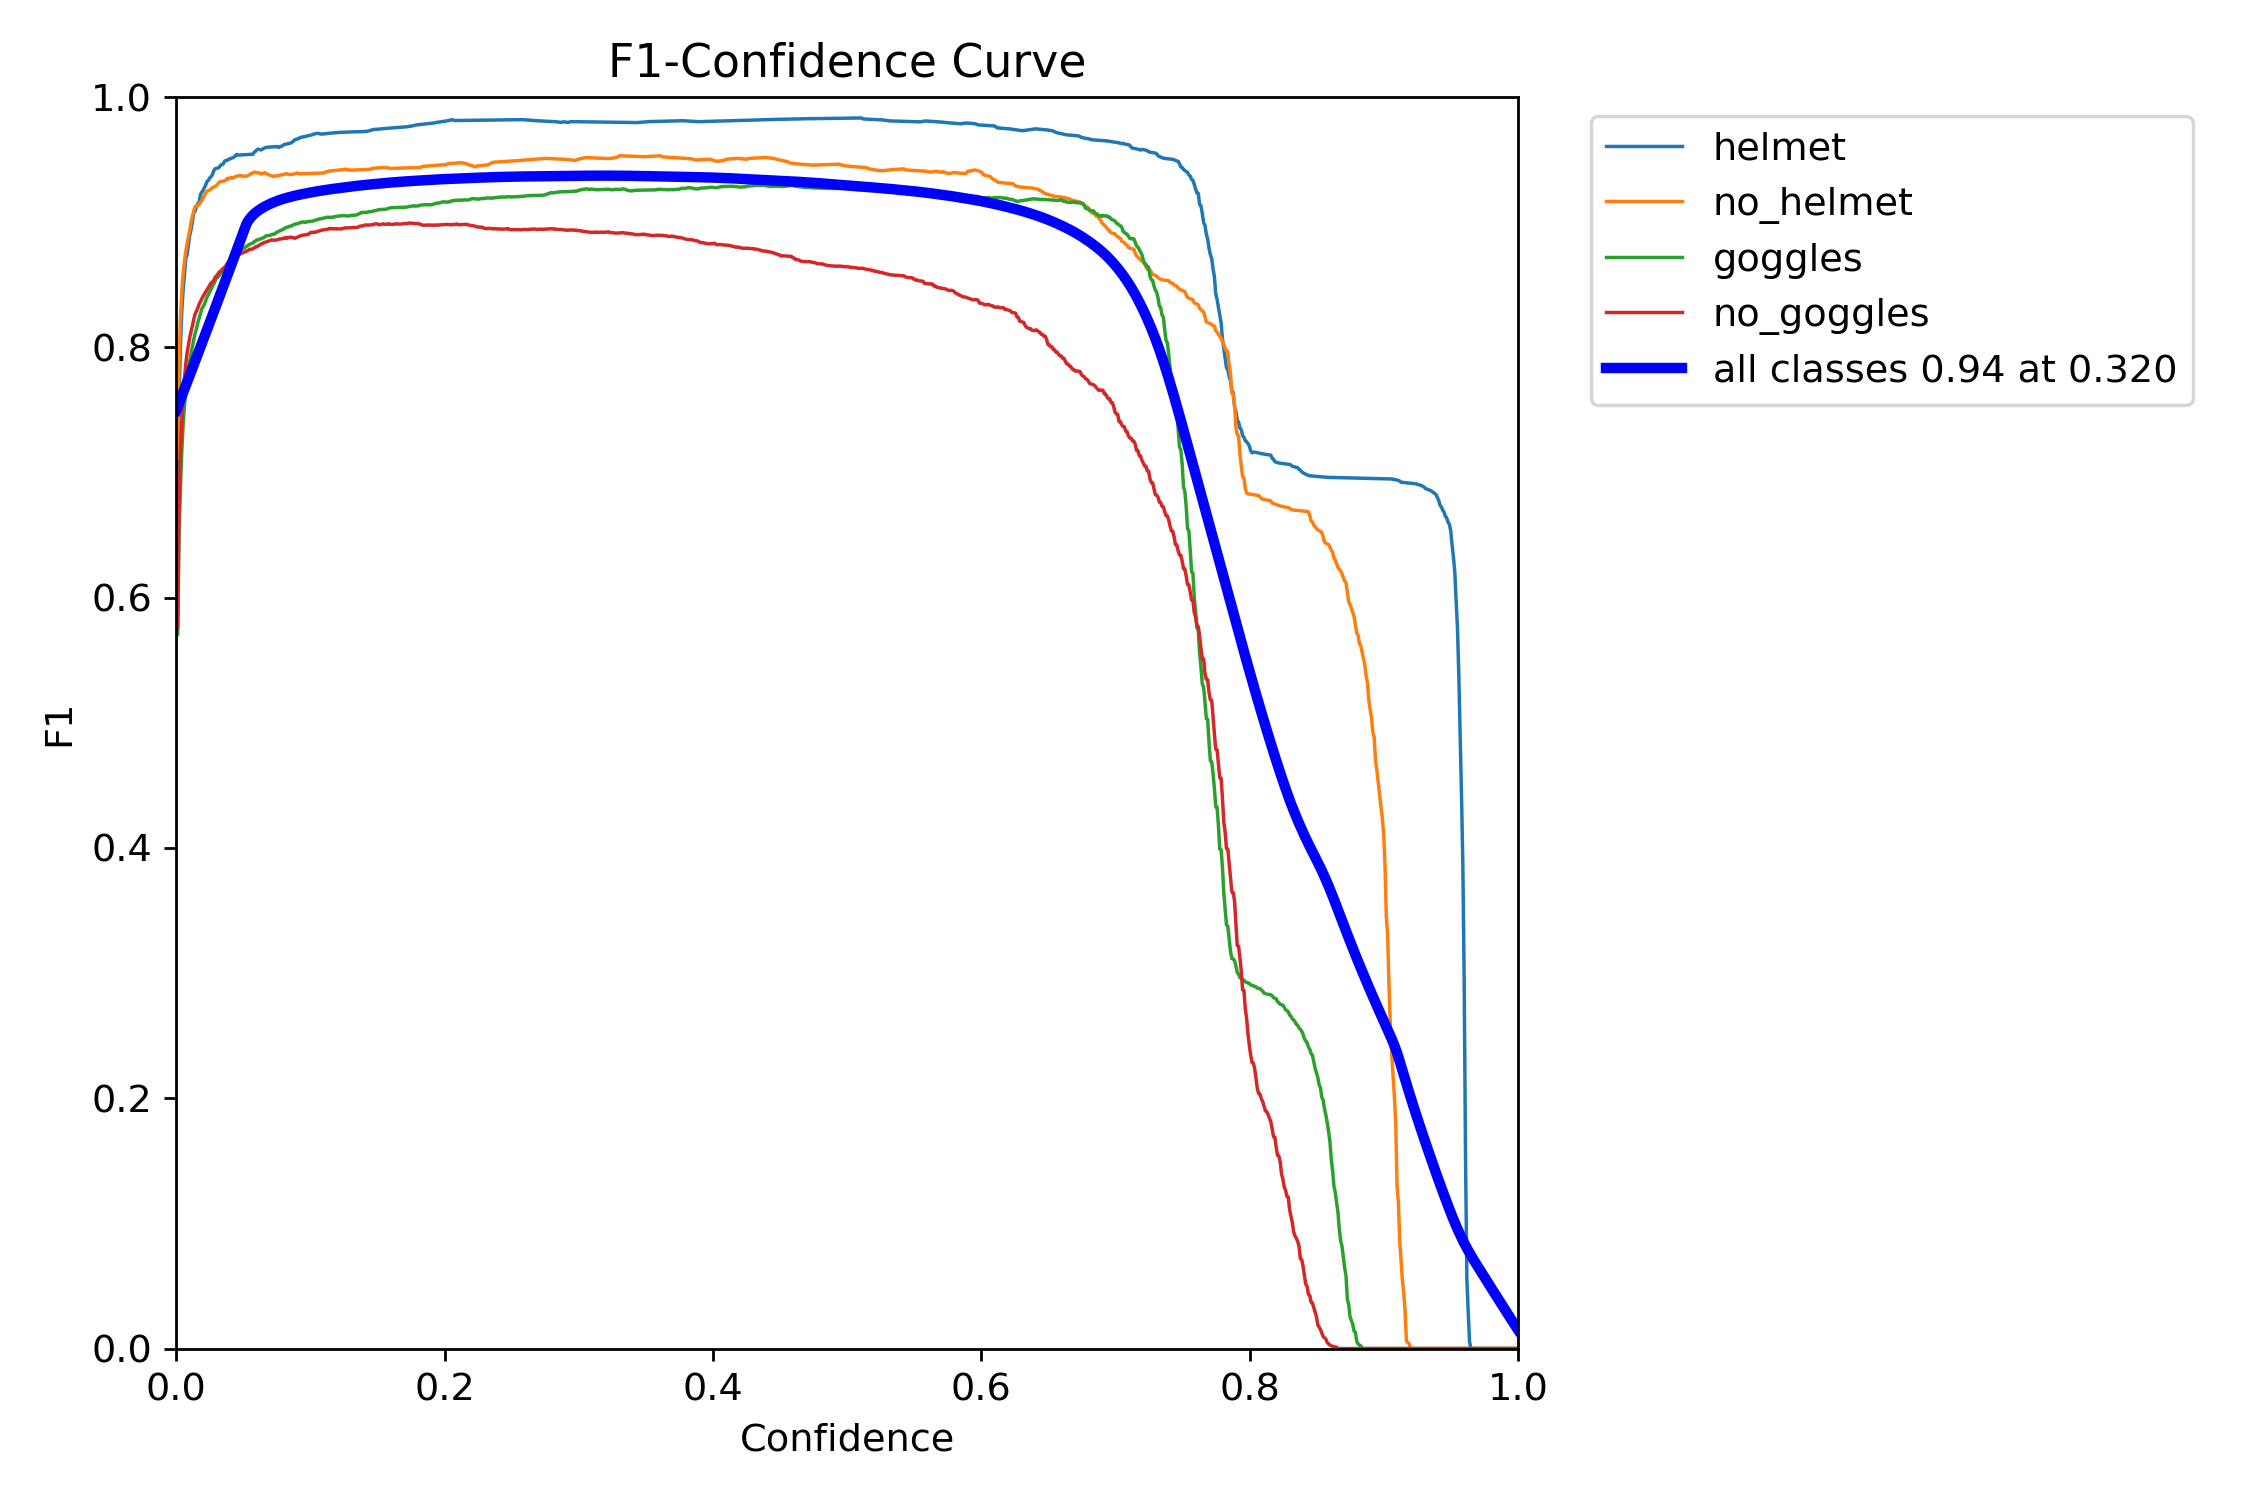 F1-Confidence Curve
1.0
0.8
0.6
0.4
0.2
0.0
F1
0.0 0.2 0.4 0.6 0.8 1.0
Confidence
helmet
no_helmet
goggles
no_goggles
all classes 0.94 at 0.320